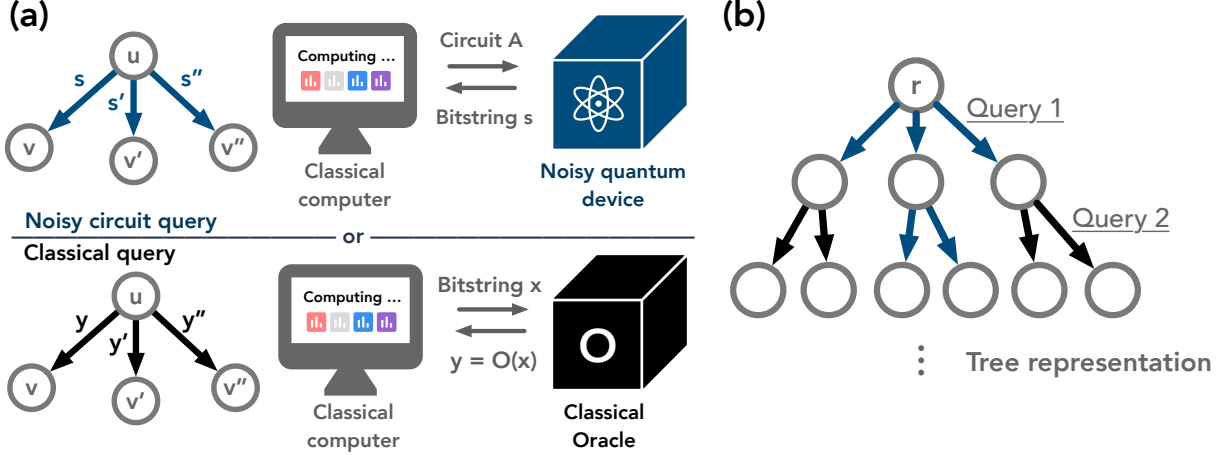 (a)
u
s
s′
s″
v
v′
v″
Computing ...
Classical
computer
Circuit A
Bitstring s
Noisy quantum
device
Noisy circuit query
or
Classical query
u
y
y′
y″
v
v′
v″
Computing ...
Classical
computer
Bitstring x
y = O(x)
O
Classical
Oracle
(b)
r
Query 1
Query 2
⋮ Tree representation